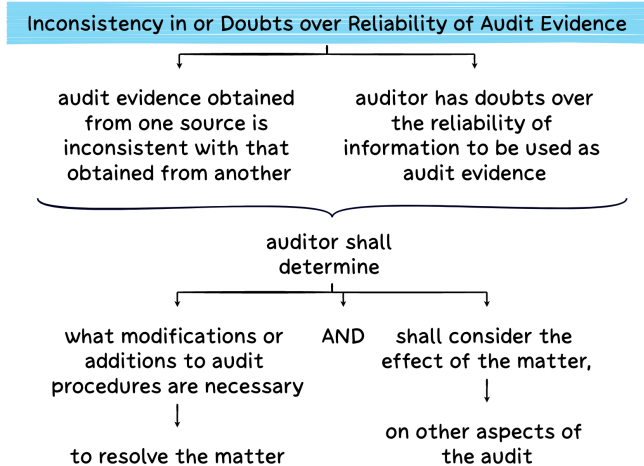 Inconsistency in or Doubts over Reliability of Audit Evidence
audit evidence obtained
from one source is
inconsistent with that
obtained from another
auditor has doubts over
the reliability of
information to be used as
audit evidence
auditor shall
determine
what modifications or
additions to audit
procedures are necessary
to resolve the matter
AND
shall consider the
effect of the matter,
on other aspects of
the audit